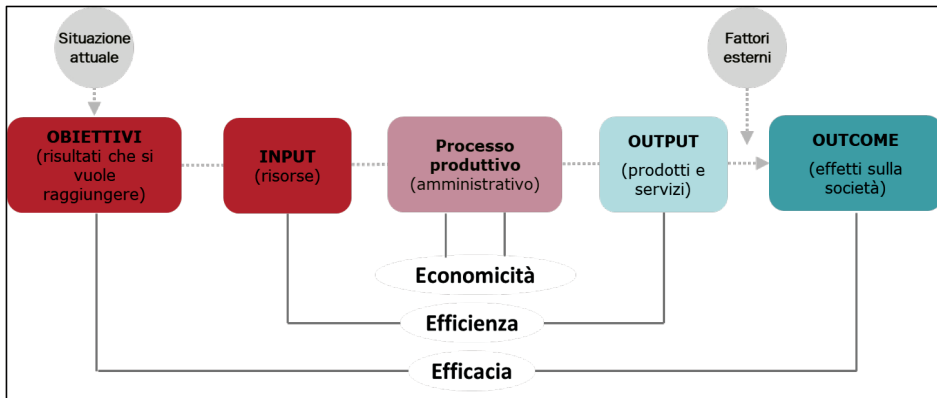 Situazione
attuale
Fattori
esterni
OBIETTIVI
(risultati che si
vuole
raggiungere)
INPUT
(risorse)
Processo
produttivo
(amministrativo)
OUTPUT
(prodotti e
servizi)
OUTCOME
(effetti sulla
società)
Economicità
Efficienza
Efficacia